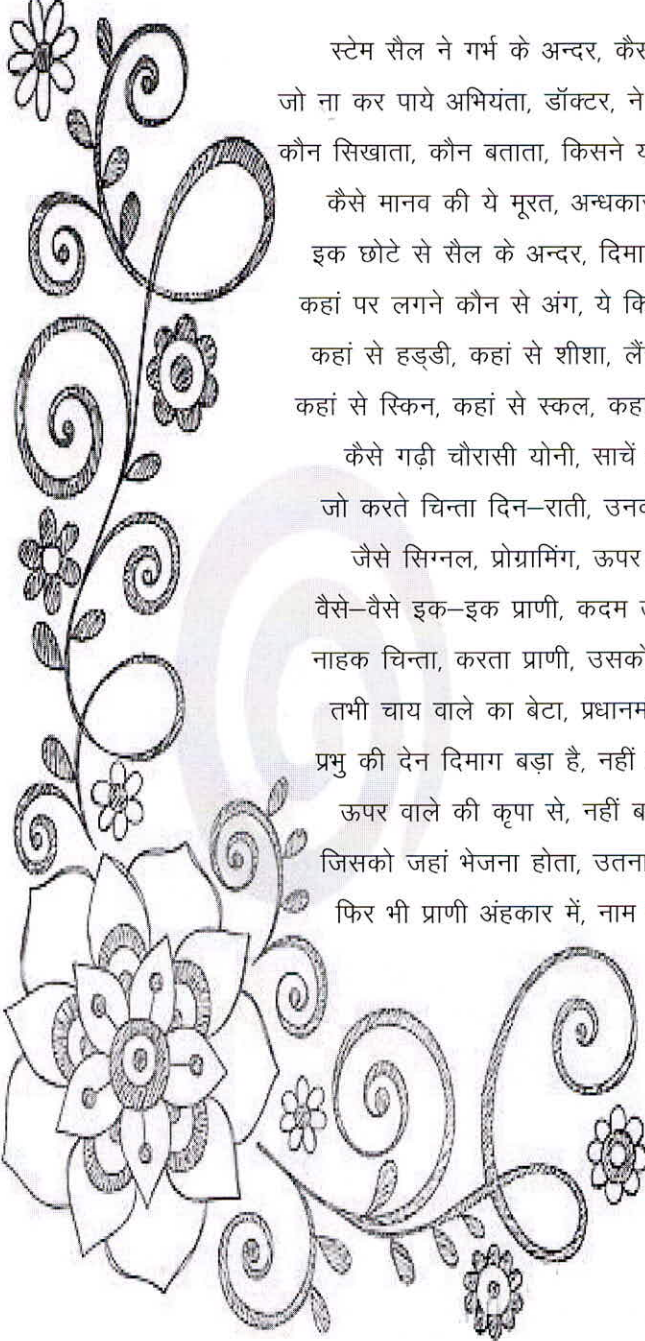 स्टेम सैल ने गर्भ के अन्दर, कैस
जो ना कर पाये अभियंता, डॉक्टर, ने
कौन सिखाता, कौन बताता, किसने य
कैसे मानव की ये मूरत, अन्धकार
इक छोटे से सैल के अन्दर, दिमा
कहां पर लगने कौन से अंग, ये कि
कहां से हड्डी, कहां से शीशा, लैं
कहां से स्किन, कहां से स्कल, कह
कैसे गढ़ी चौरासी योनी, साचें
जो करते चिन्ता दिन–राती, उनव
जैसे सिग्नल, प्रोग्रामिंग, ऊपर
वैसे–वैसे इक–इक प्राणी, कदम उ
नाहक चिन्ता, करता प्राणी, उसको
तभी चाय वाले का बेटा, प्रधानम
प्रभु की देन दिमाग बड़ा है, नहीं
ऊपर वाले की कृपा से, नहीं ब
जिसको जहां भेजना होता, उतना
फिर भी प्राणी अंहकार में, नाम